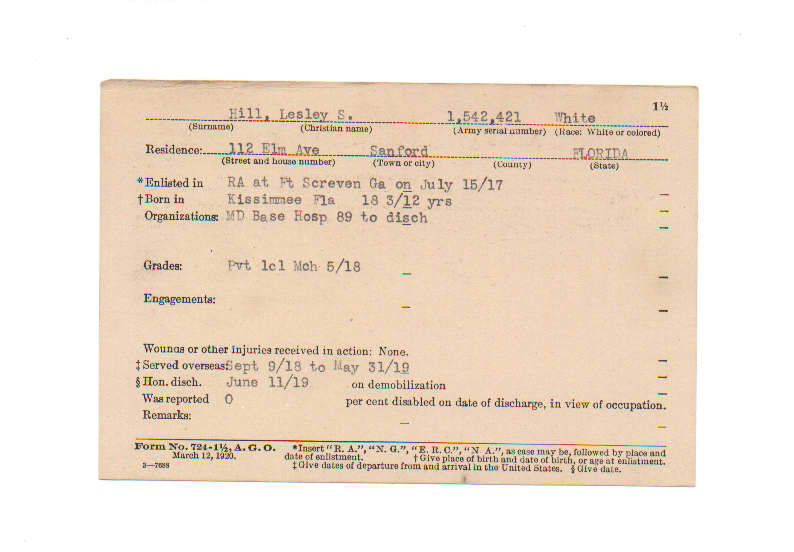 1½
Hill, Lesley S. 1,542,421 White
(Surname) (Christian name) (Army serial number) (Race: White or colored)
Residence: 112 Elm Ave Sanford FLORIDA
(Street and house number) (Town or city) (County) (State)
*Enlisted in RA at Ft Screven Ga on July 15/17
†Born in Kissimmee Fla 18 3/12 yrs
Organizations: MD Base Hosp 89 to disch
Grades: Pvt 1cl Mch 5/18
Engagements:
Wounds or other injuries received in action: None.
‡Served overseas: Sept 9/18 to May 31/19
§Hon. disch. June 11/19 on demobilization
Was reported 0 per cent disabled on date of discharge, in view of occupation.
Remarks:
Form No. 724-1½, A. G. O. *Insert "R. A.", "N. G.", "E. R. C.", "N A.", as case may be, followed by place and
March 12, 1920. date of enlistment. †Give place of birth and date of birth, or age at enlistment.
3—7688 ‡Give dates of departure from and arrival in the United States. §Give date.